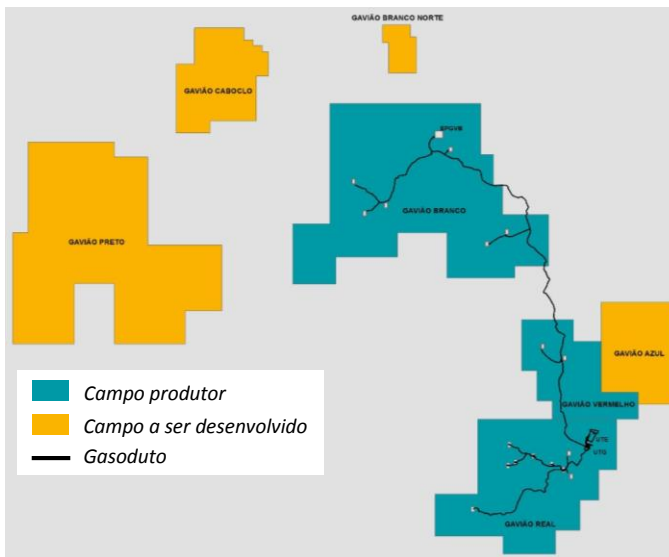 GAVIÃO BRANCO NORTE
GAVIÃO CABOCLO
EPGVB
GAVIÃO BRANCO
GAVIÃO PRETO
GAVIÃO AZUL
Campo produtor
Campo a ser desenvolvido
Gasoduto
GAVIÃO VERMELHO
UTE
UTG
GAVIÃO REAL